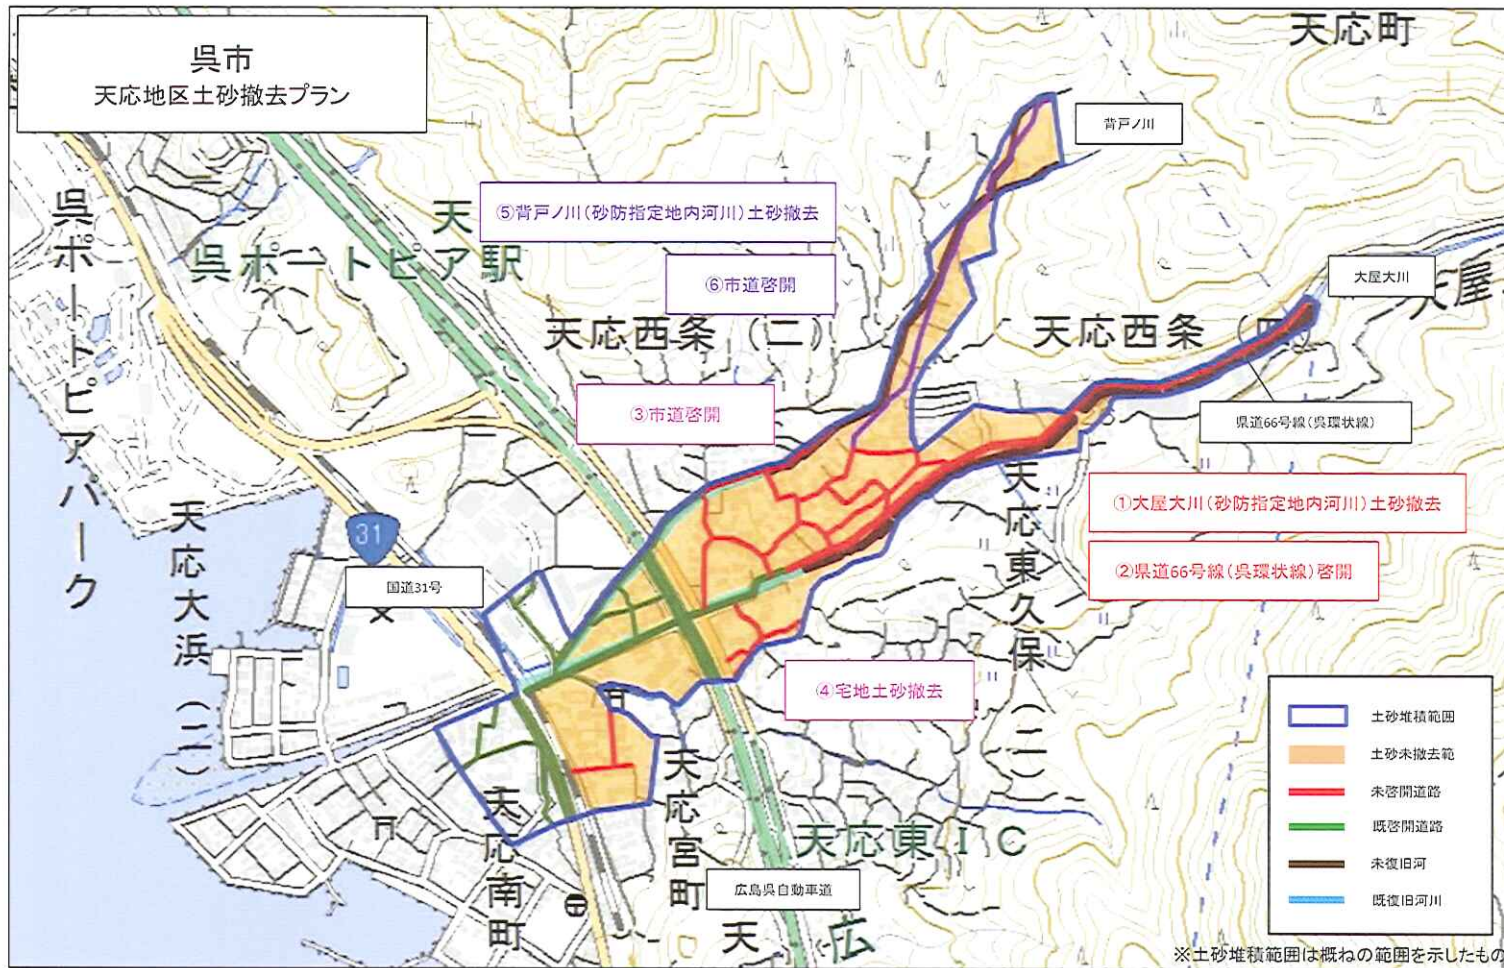 呉市
天応地区土砂撤去プラン
天応町
背戸ノ川
⑤背戸ノ川(砂防指定地内河川)土砂撤去
天
呉ポートピア駅
⑥市道啓開
大屋大川
大屋
呉ポートピアパーク
天応西条(二)
天応西条(四)
③市道啓開
県道66号線(呉環状線)
①大屋大川(砂防指定地内河川)土砂撤去
②県道66号線(呉環状線)啓開
31
国道31号
天応大浜(二)
天応東久保(二)
④宅地土砂撤去
天応南町
天応宮町
天応東IC
広島呉自動車道
天
広
土砂堆積範囲
土砂未撤去範
未啓開道路
既啓開道路
未復旧河
既復旧河川
※土砂堆積範囲は概ねの範囲を示したもの